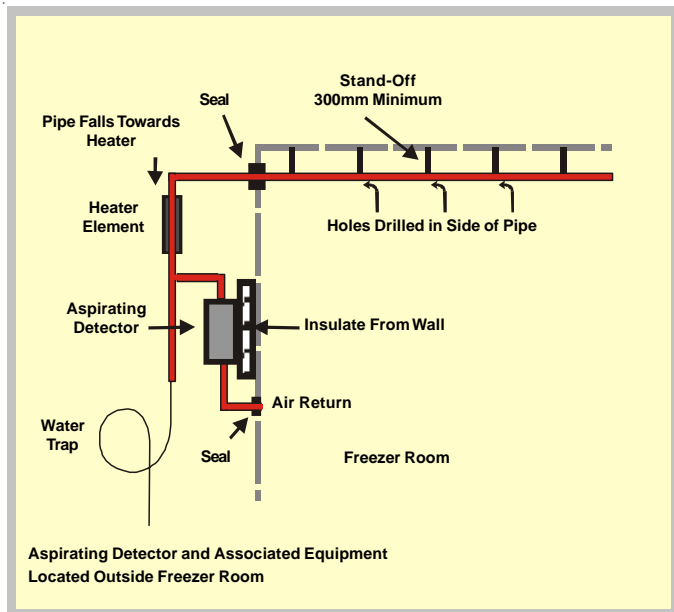 Stand-Off
300mm Minimum
Seal
Pipe Falls Towards
Heater
Heater
Element
Holes Drilled in Side of Pipe
Aspirating
Detector
Insulate From Wall
Air Return
Water
Trap
Seal
Freezer Room
Aspirating Detector and Associated Equipment
Located Outside Freezer Room